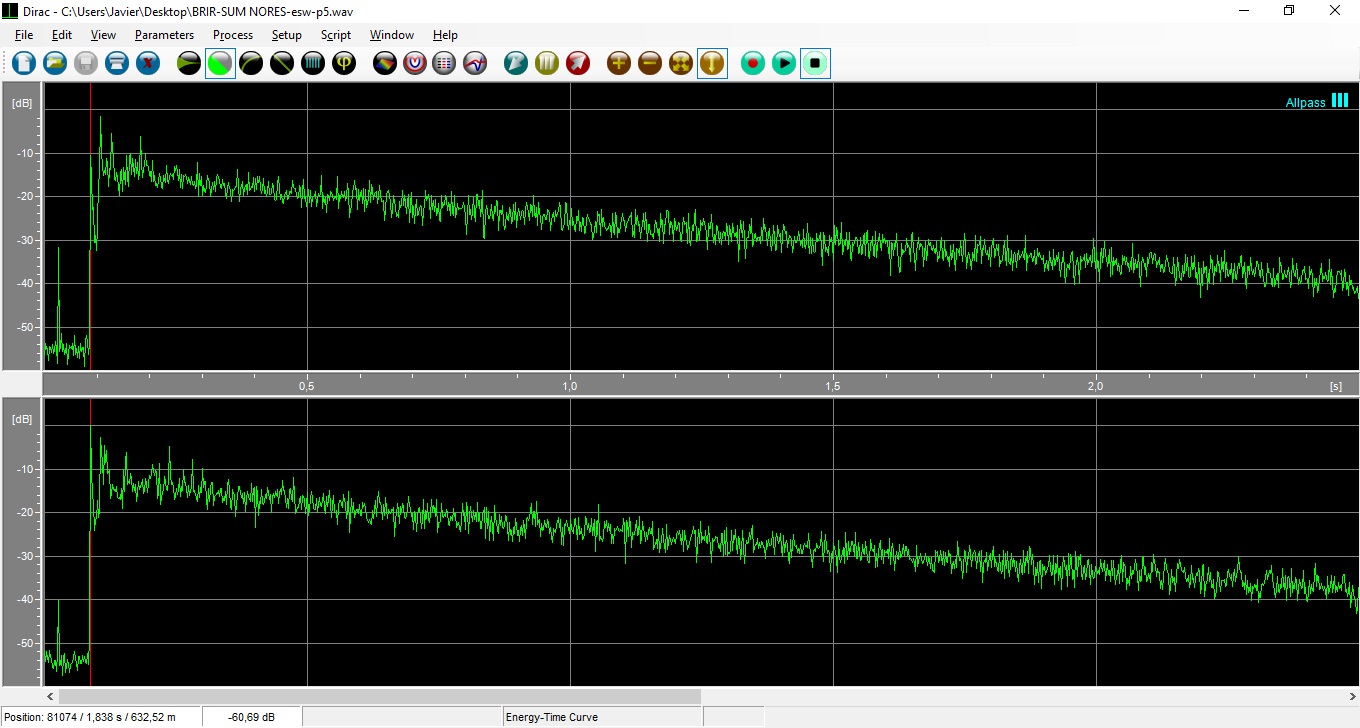 Dirac - C:\Users\Javier\Desktop\BRIR-SUM NORES-esw-p5.wav
File Edit View Parameters Process Setup Script Window Help
[dB]
Allpass
-10
-20
-30
-40
-50
0,5 1,0 1,5 2,0 [s]
[dB]
-10
-20
-30
-40
-50
Position: 81074 / 1,838 s / 632,52 m -60,69 dB Energy-Time Curve